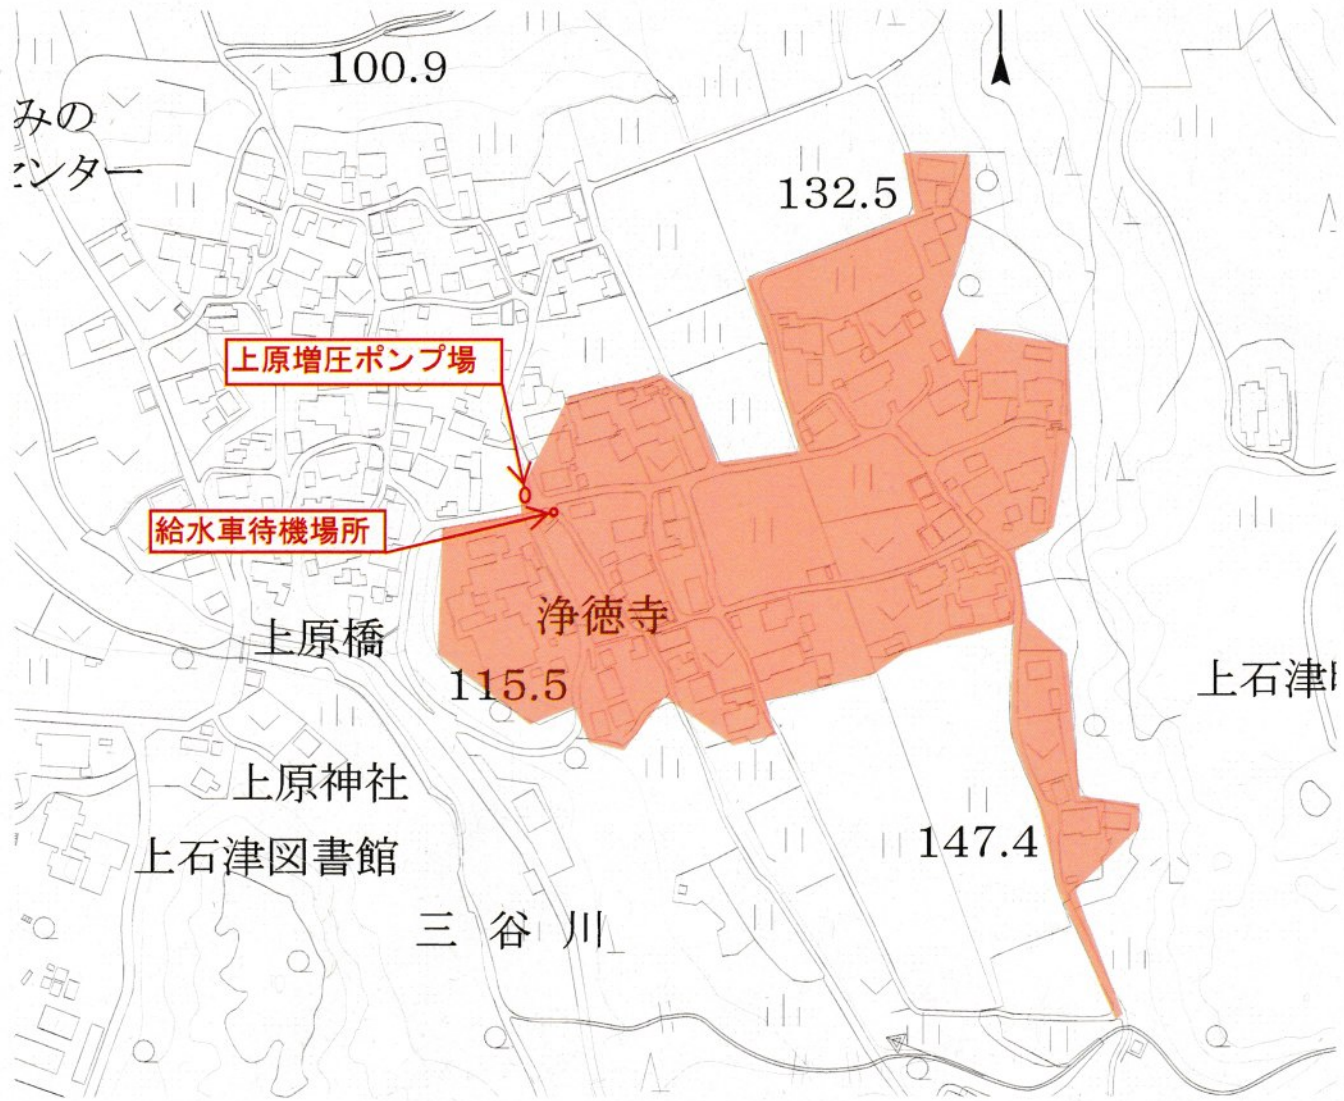 100.9
みの
センター
132.5
上原増圧ポンプ場
給水車待機場所
浄徳寺
上原橋
115.5
上石津
上原神社
147.4
上石津図書館
三谷川